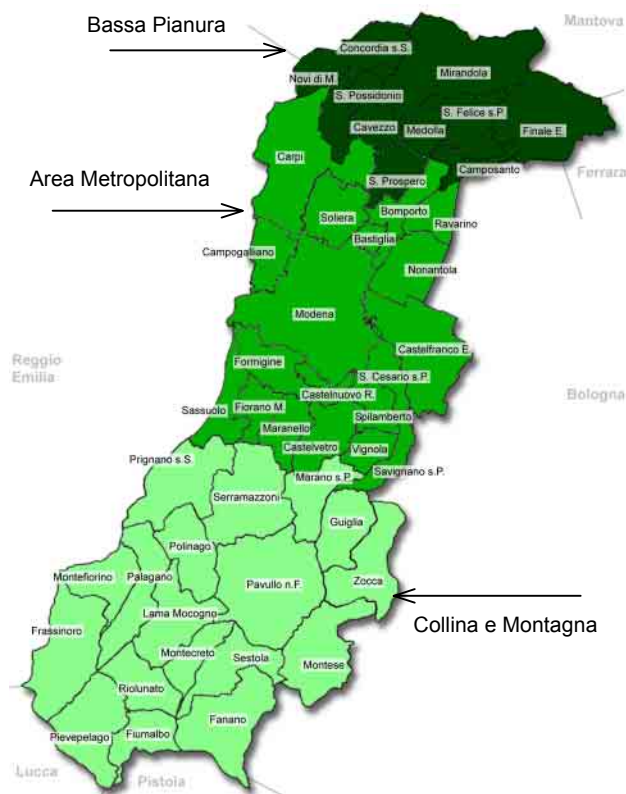 Mantova
Bassa Pianura
Concordia s.S.
Mirandola
Novi di M.
S. Possidonio
S. Felice s.P.
Cavezzo
Medolla
Finale E.
Carpi
Camposanto
Ferrara
Area Metropolitana
S. Prospero
Bomporto
Soliera
Ravarino
Bastiglia
Campogalliano
Nonantola
Modena
Castelfranco E.
Reggio
Emilia
Formigine
S. Cesario s.P.
Castelnuovo R.
Bologna
Sassuolo
Fiorano M.
Spilamberto
Maranello
Castelvetro
Vignola
Prignano s.S.
Savignano s.P.
Marano s.P.
Serramazzoni
Guiglia
Polinago
Montefiorino
Palagano
Pavullo n.F.
Zocca
Lama Mocogno
Collina e Montagna
Frassinoro
Montecreto
Sestola
Montese
Riolunato
Fanano
Pievepelago
Fiumalbo
Lucca
Pistoia